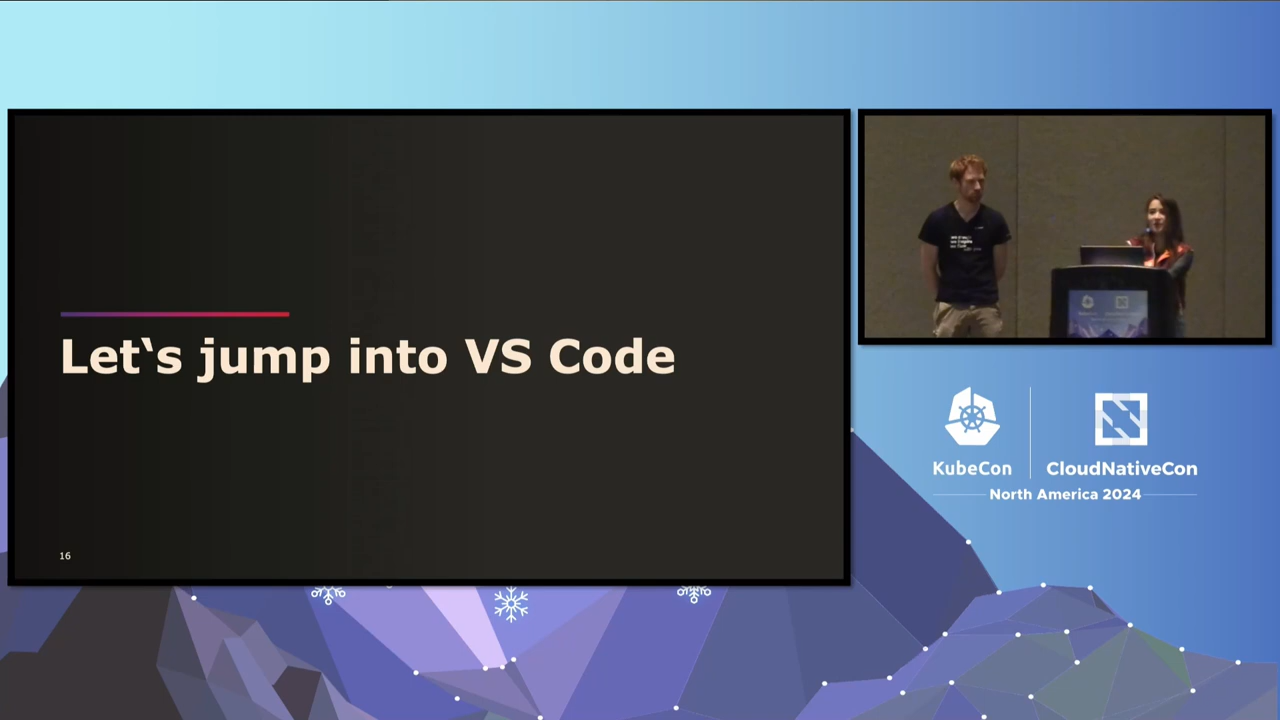 Let‘s jump into VS Code
16
KubeCon
CloudNativeCon
North America 2024